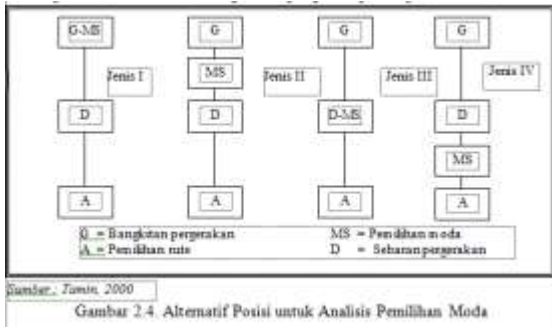 G-MS G G G
Jenis I MS Jenis II Jenis III Jenis IV
D D D-MS D
MS
A A A A
G = Bangkitan pergerakan MS = Pemilihan moda
A = Pemilihan rute D = Sebaran pergerakan
Sumber : Tamin, 2000
Gambar 2.4. Alternatif Posisi untuk Analisis Pemilihan Moda